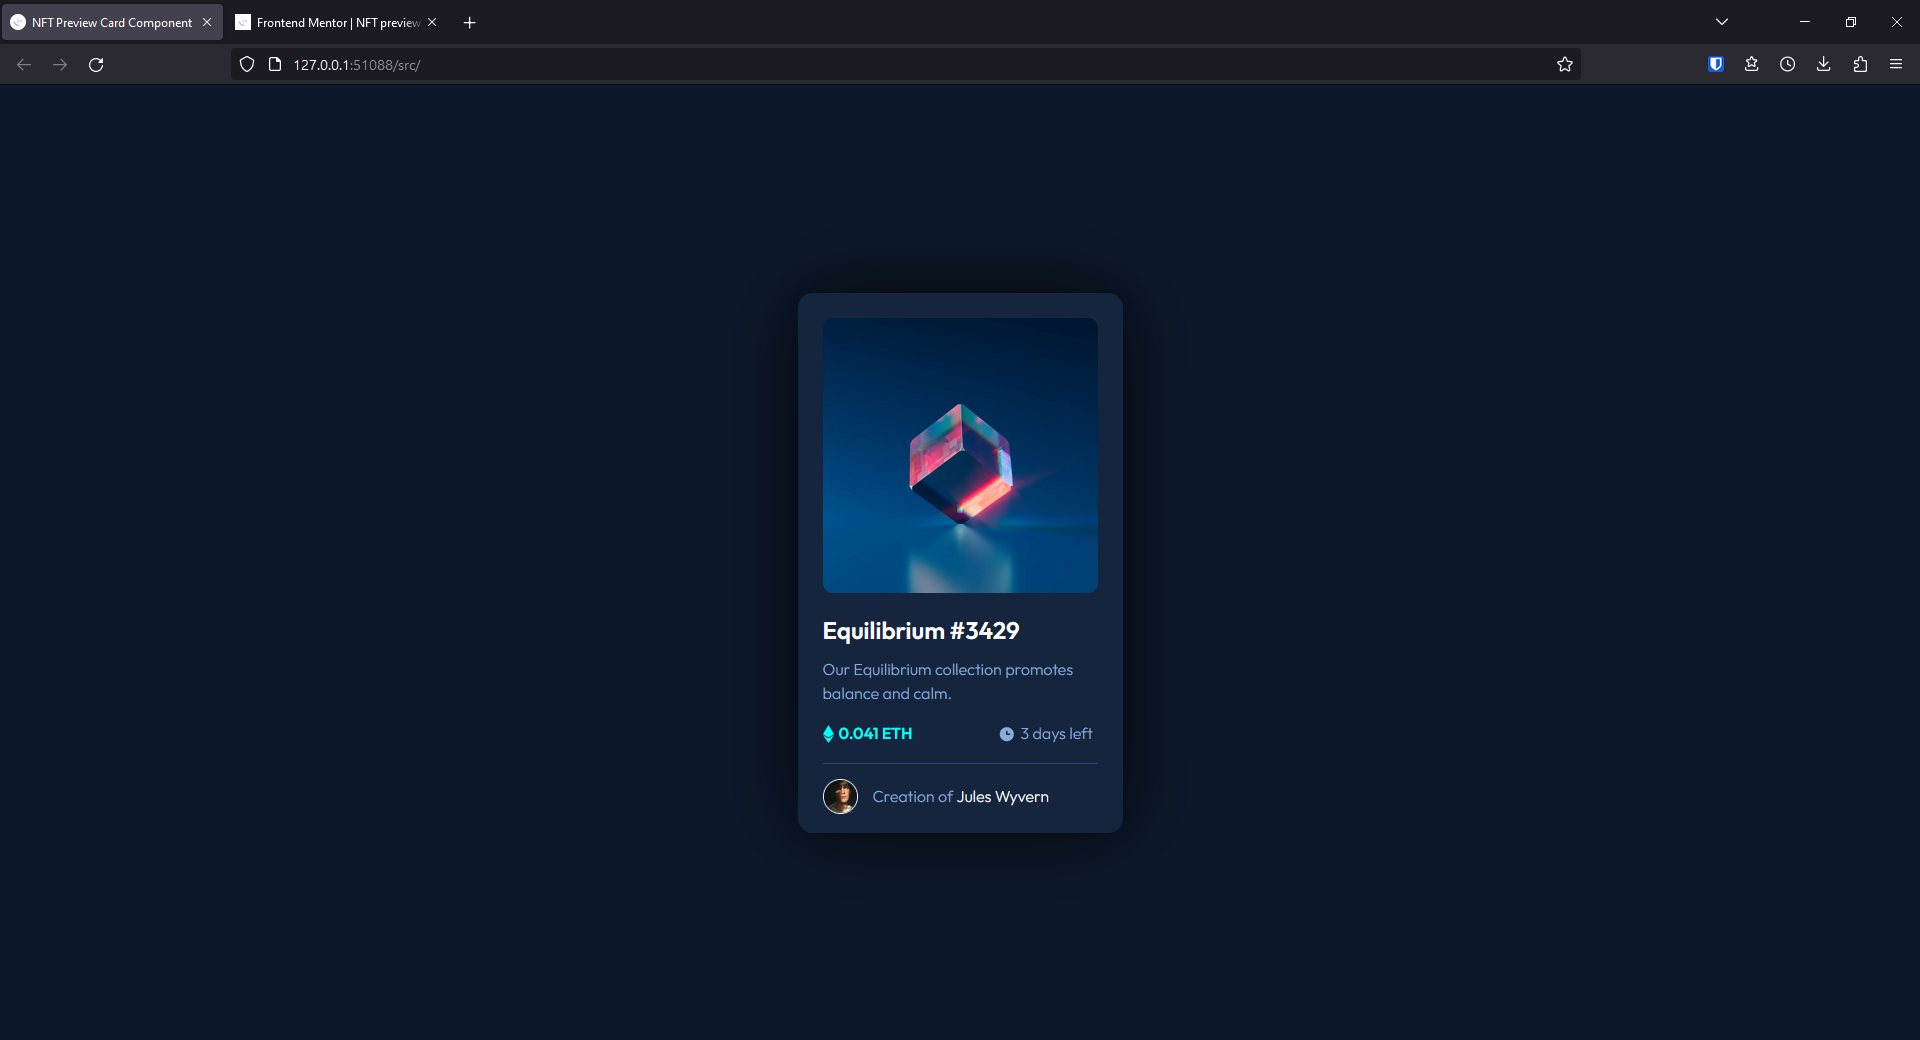 NFT Preview Card Component
Frontend Mentor | NFT preview
127.0.0.1:51088/src/
Equilibrium #3429
Our Equilibrium collection promotes
balance and calm.
0.041 ETH
3 days left
Creation of Jules Wyvern